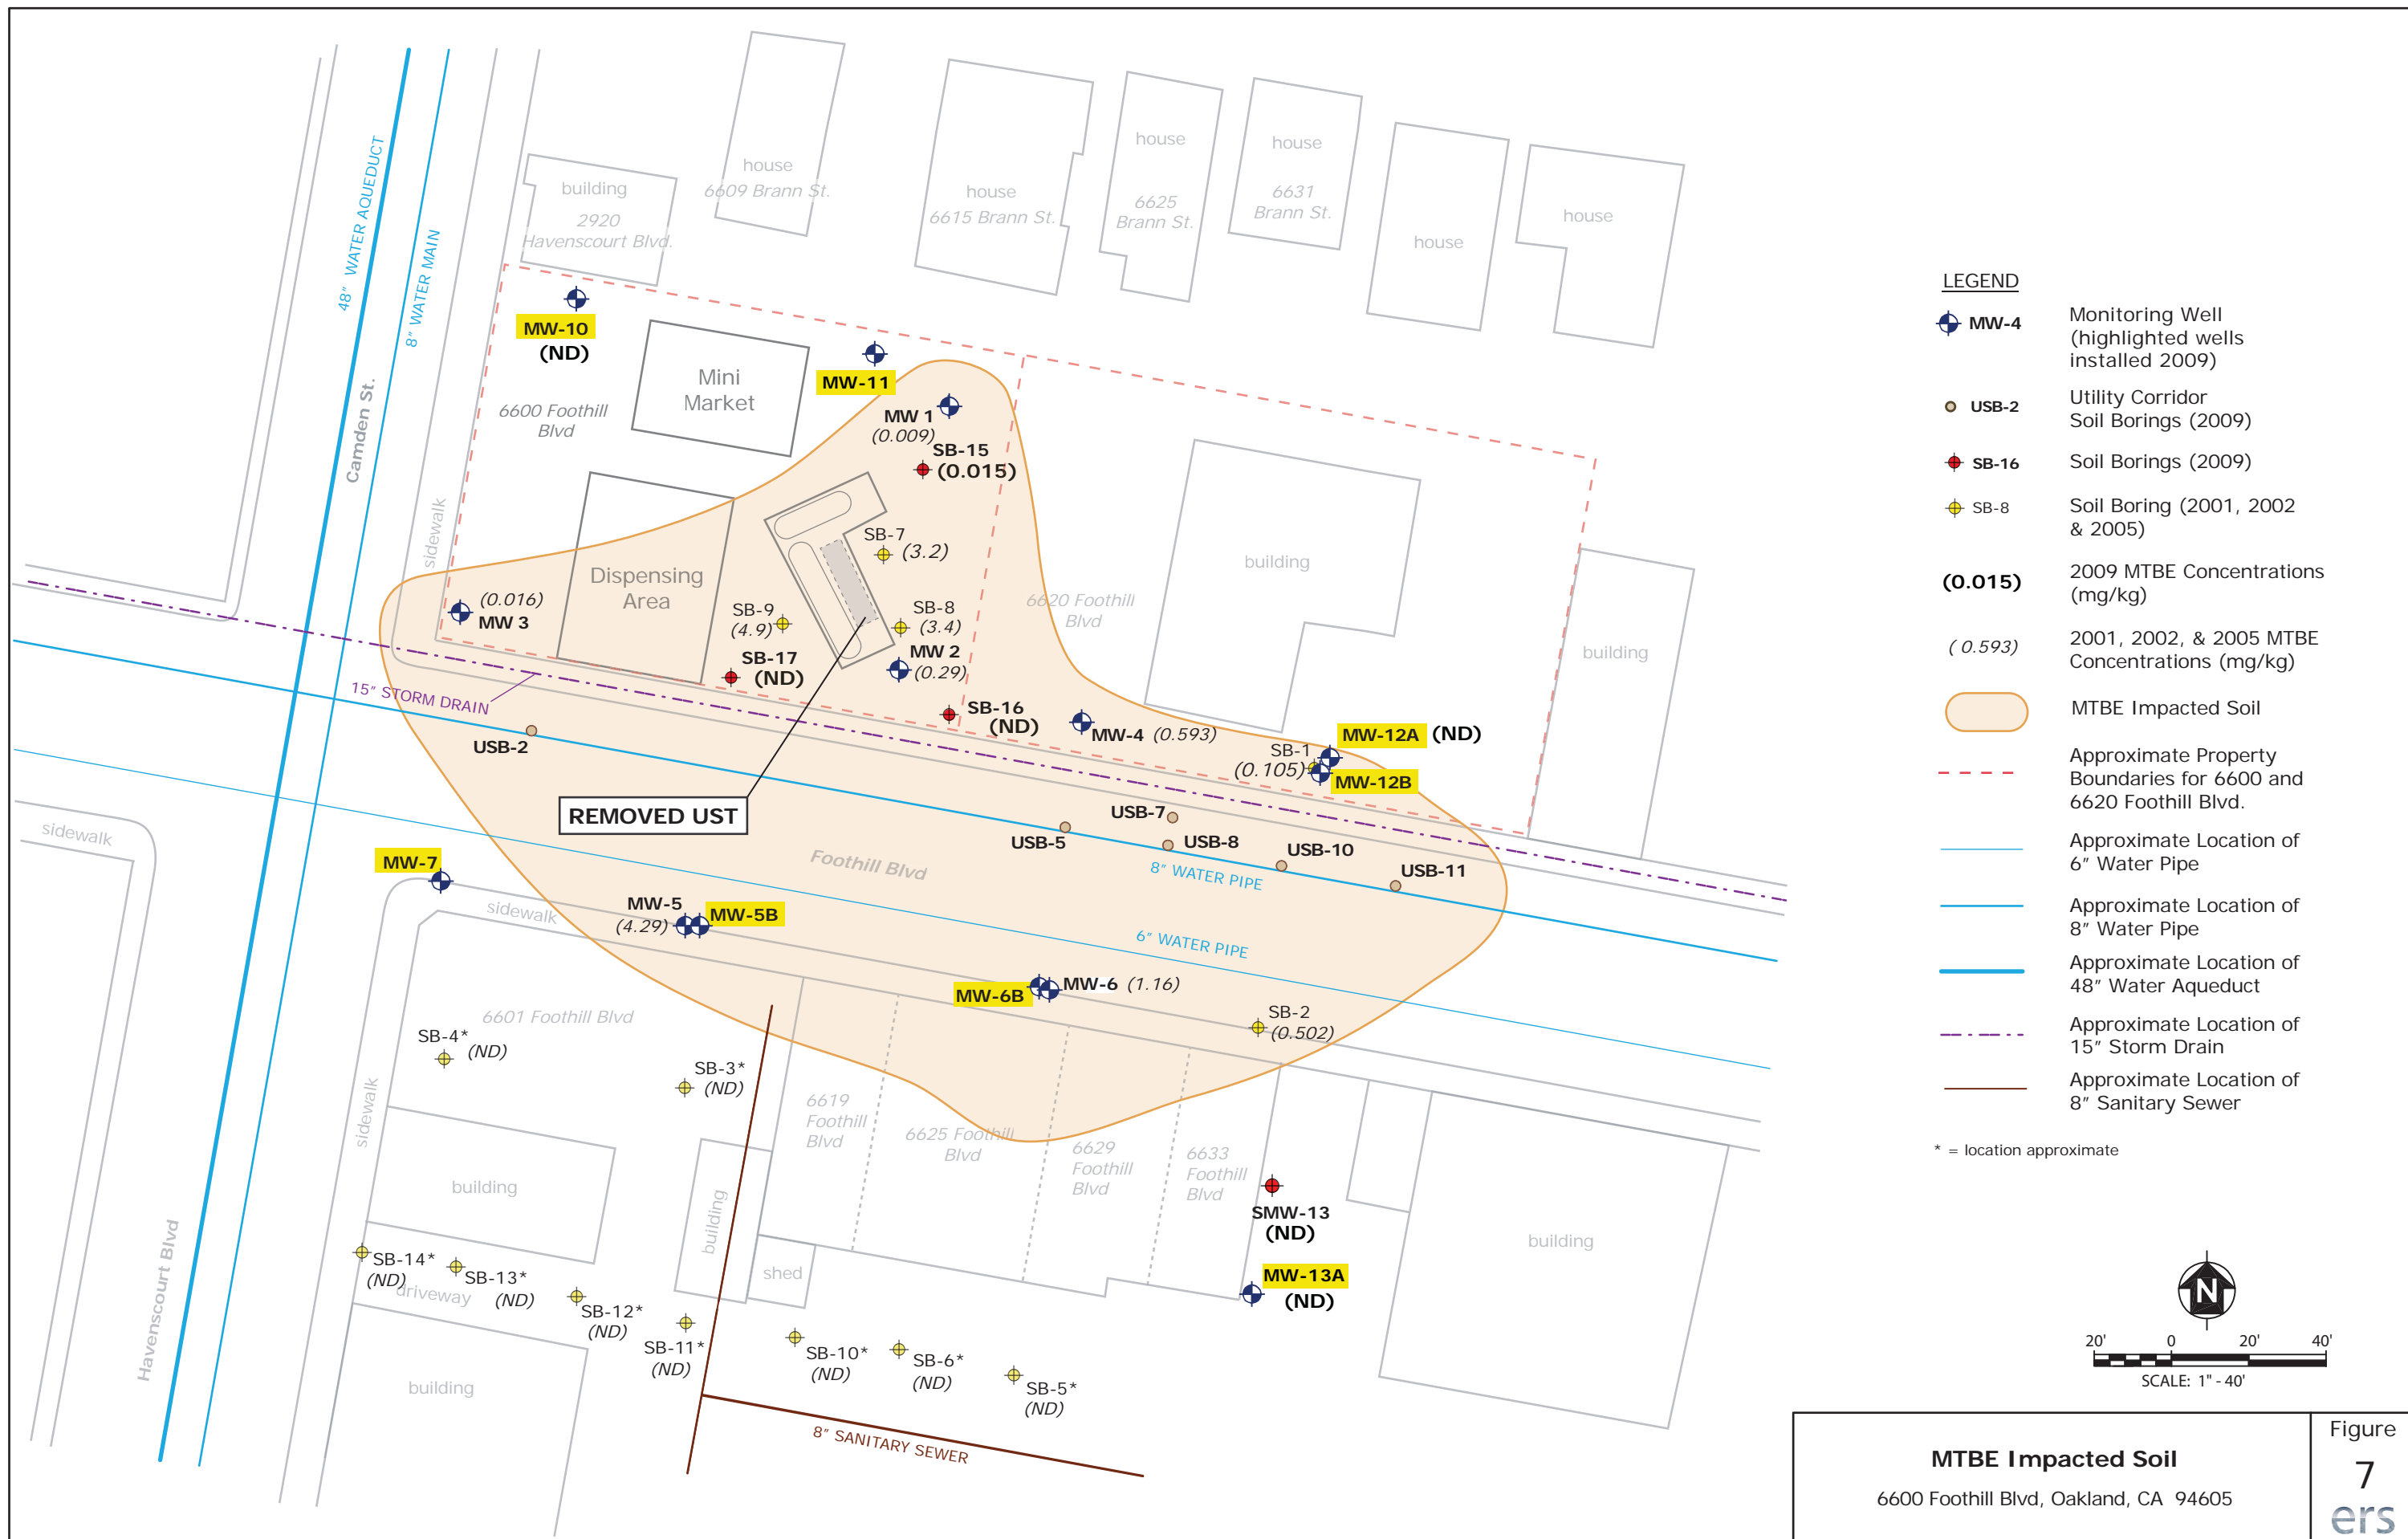 48" WATER AQUEDUCT
8" WATER MAIN
Camden St.
sidewalk
building
2920
Havenscourt Blvd.
house
6609 Brann St.
house
6615 Brann St.
house
6625
Brann St.
house
6631
Brann St.
house
house
MW-10
(ND)
Mini
Market
6600 Foothill
Blvd
MW-11
MW 1
(0.009)
SB-15
(0.015)
SB-7
(3.2)
Dispensing
Area
(0.016)
MW 3
SB-9
(4.9)
SB-8
(3.4)
MW 2
(0.29)
SB-17
(ND)
SB-16
(ND)
6620 Foothill
Blvd
building
building
15" STORM DRAIN
USB-2
MW-4 (0.593)
SB-1
(0.105)
MW-12A (ND)
MW-12B
REMOVED UST
USB-7
USB-5
USB-8
USB-10
USB-11
8" WATER PIPE
Foothill Blvd
sidewalk
MW-7
sidewalk
MW-5
(4.29)
MW-5B
6" WATER PIPE
MW-6B
MW-6 (1.16)
SB-2
(0.502)
6601 Foothill Blvd
SB-4*
(ND)
SB-3*
(ND)
sidewalk
6619
Foothill
Blvd
6625 Foothill
Blvd
6629
Foothill
Blvd
6633
Foothill
Blvd
SMW-13
(ND)
MW-13A
(ND)
building
building
building
shed
Havenscourt Blvd
SB-14*
(ND)
SB-13*
(ND)
driveway
SB-12*
(ND)
SB-11*
(ND)
SB-10*
(ND)
SB-6*
(ND)
SB-5*
(ND)
building
8" SANITARY SEWER
LEGEND
MW-4
Monitoring Well
(highlighted wells
installed 2009)
USB-2
Utility Corridor
Soil Borings (2009)
SB-16
Soil Borings (2009)
SB-8
Soil Boring (2001, 2002
& 2005)
(0.015)
2009 MTBE Concentrations
(mg/kg)
( 0.593)
2001, 2002, & 2005 MTBE
Concentrations (mg/kg)
MTBE Impacted Soil
Approximate Property
Boundaries for 6600 and
6620 Foothill Blvd.
Approximate Location of
6" Water Pipe
Approximate Location of
8" Water Pipe
Approximate Location of
48" Water Aqueduct
Approximate Location of
15" Storm Drain
Approximate Location of
8" Sanitary Sewer
* = location approximate
N
20' 0 20' 40'
SCALE: 1" - 40'
MTBE Impacted Soil
6600 Foothill Blvd, Oakland, CA 94605
Figure
7
ers